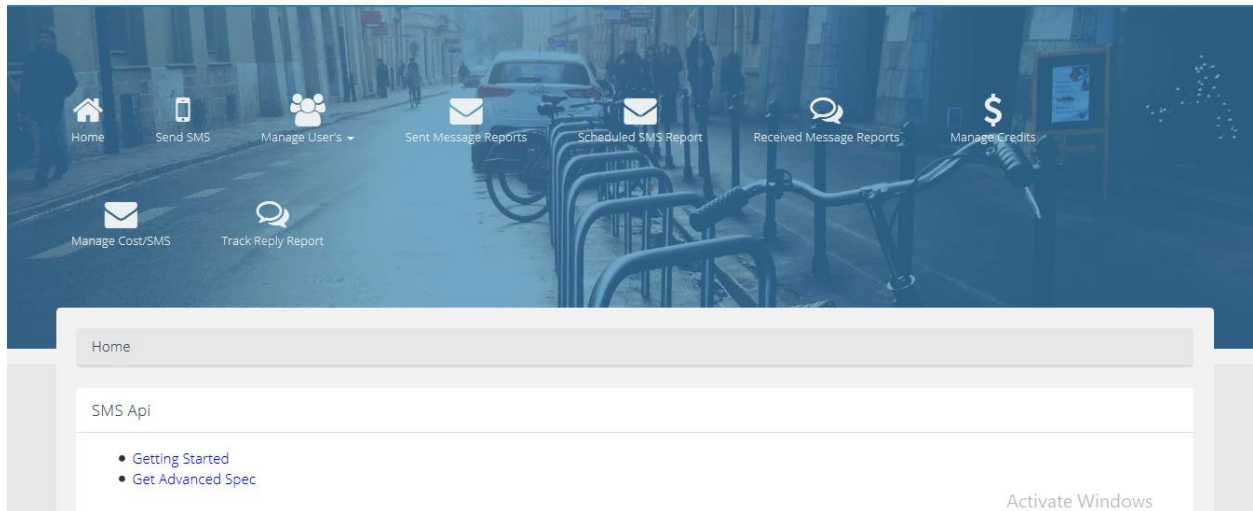 Home
Send SMS
Manage User's
Sent Message Reports
Scheduled SMS Report
Received Message Reports
Manage Credits
Manage Cost/SMS
Track Reply Report
Home
SMS Api
Getting Started
Get Advanced Spec
Activate Windows